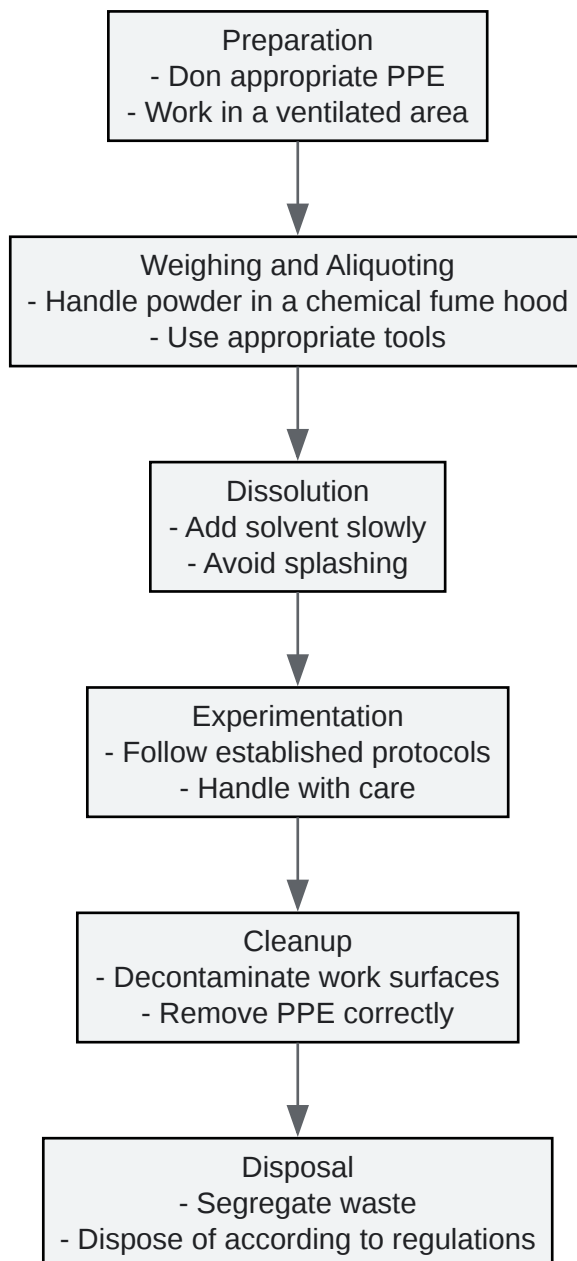 Preparation
- Don appropriate PPE
- Work in a ventilated area
Weighing and Aliquoting
- Handle powder in a chemical fume hood
- Use appropriate tools
Dissolution
- Add solvent slowly
- Avoid splashing
Experimentation
- Follow established protocols
- Handle with care
Cleanup
- Decontaminate work surfaces
- Remove PPE correctly
Disposal
- Segregate waste
- Dispose of according to regulations